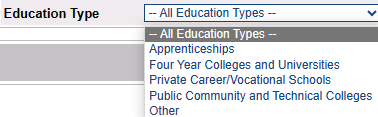 Education Type -- All Education Types --
-- All Education Types --
Apprenticeships
Four Year Colleges and Universities
Private Career/Vocational Schools
Public Community and Technical Colleges
Other